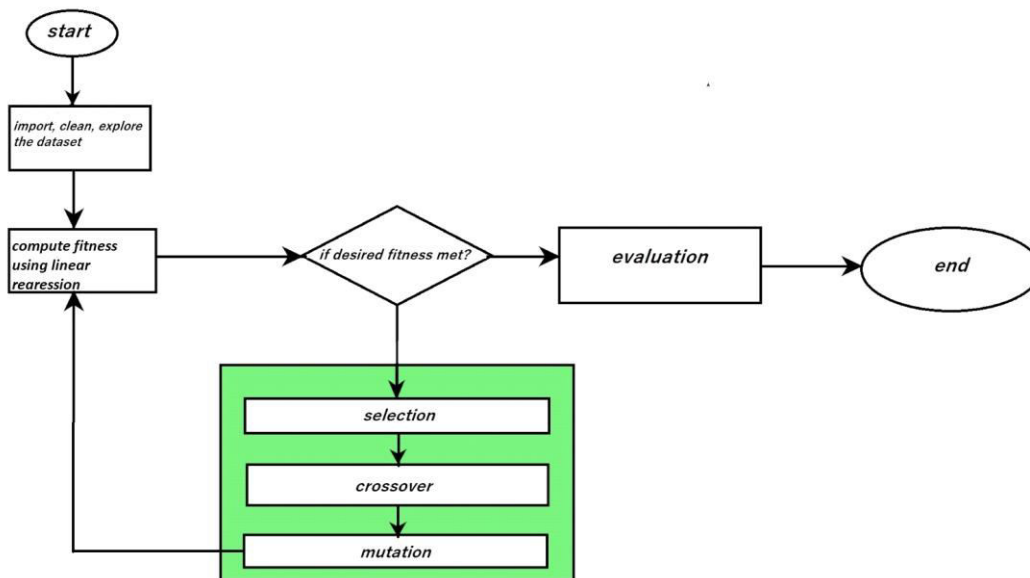 start
import, clean, explore
the dataset
compute fitness
using linear
rearession
if desired fitness met?
evaluation
end
selection
crossover
mutation